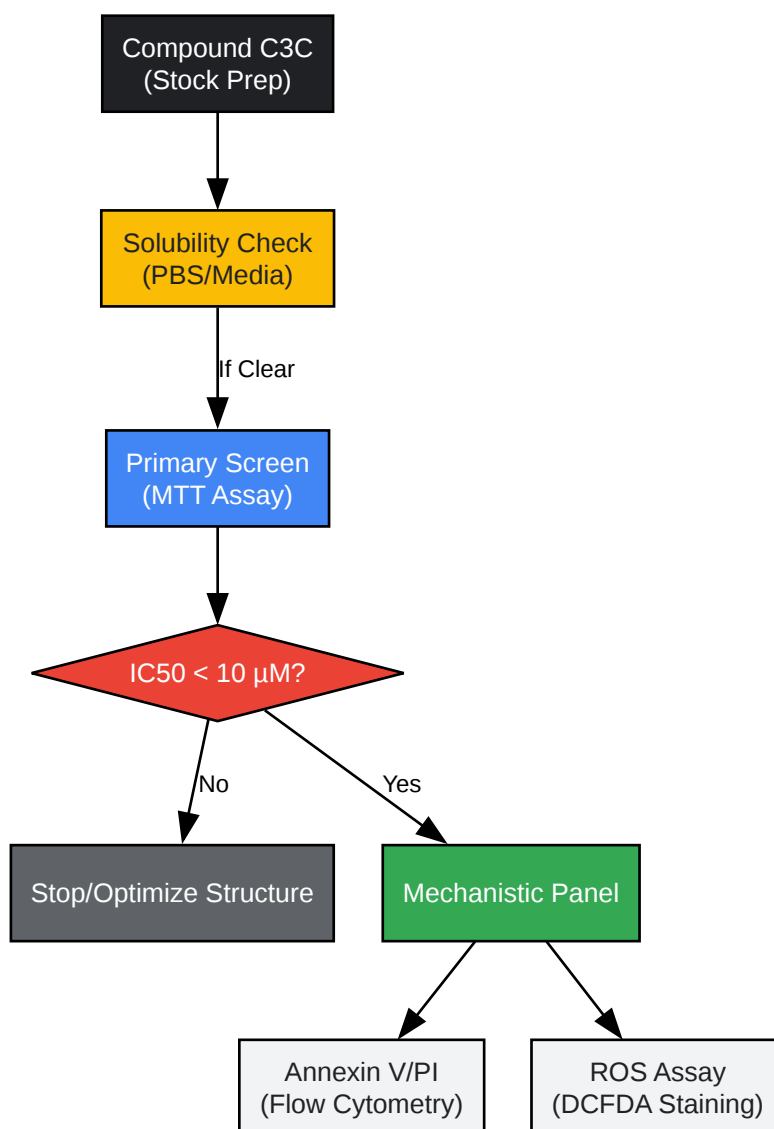 Compound C3C
(Stock Prep)
Solubility Check
(PBS/Media)
If Clear
Primary Screen
(MTT Assay)
IC50 < 10 µM?
No
Yes
Stop/Optimize Structure
Mechanistic Panel
Annexin V/PI
(Flow Cytometry)
ROS Assay
(DCFDA Staining)